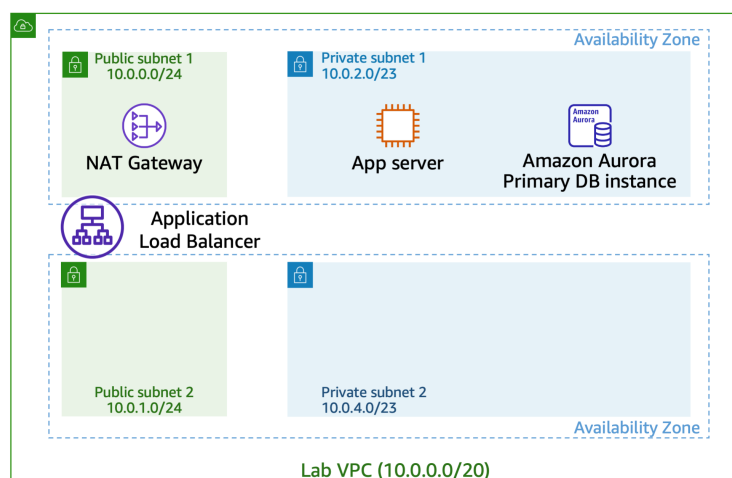 Availability Zone
Public subnet 1
10.0.0.0/24
Private subnet 1
10.0.2.0/23
Amazon
Aurora
NAT Gateway
App server
Amazon Aurora
Primary DB instance
Application
Load Balancer
Public subnet 2
10.0.1.0/24
Private subnet 2
10.0.4.0/23
Availability Zone
Lab VPC (10.0.0.0/20)